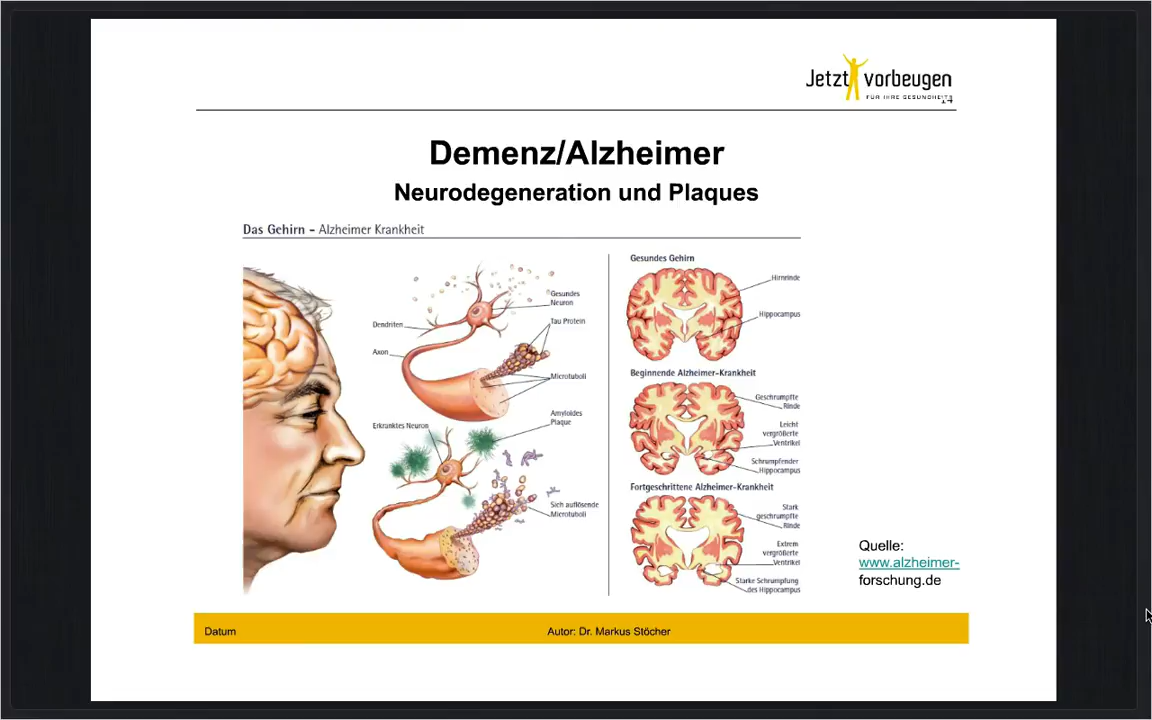 Jetzt vorbeugen
FÜR IHRE GESUNDHEIT
14
Demenz/Alzheimer
Neurodegeneration und Plaques
Das Gehirn – Alzheimer Krankheit
Gesundes
Neuron
Dendriten
Tau Protein
Axon
Microtubuli
Amyloides
Plaque
Erkranktes Neuron
Sich auflösende
Microtubuli
Gesundes Gehirn
Hirnrinde
Hippocampus
Beginnende Alzheimer-Krankheit
Geschrumpfte
Rinde
Leicht
vergrößerte
Ventrikel
Schrumpfender
Hippocampus
Fortgeschrittene Alzheimer-Krankheit
Stark
geschrumpfte
Rinde
Extrem
vergrößerte
Ventrikel
Starke Schrumpfung
des Hippocampus
Quelle:
www.alzheimer-
forschung.de
Datum
Autor: Dr. Markus Stöcher